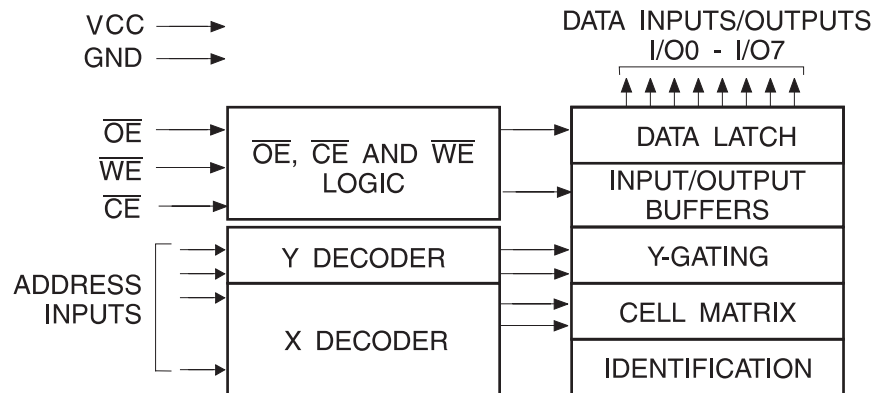 VCC
GND
DATA INPUTS/OUTPUTS
I/O0 - I/O7
OE
WE
CE
OE, CE AND WE
LOGIC
DATA LATCH
INPUT/OUTPUT
BUFFERS
ADDRESS
INPUTS
Y DECODER
X DECODER
Y-GATING
CELL MATRIX
IDENTIFICATION